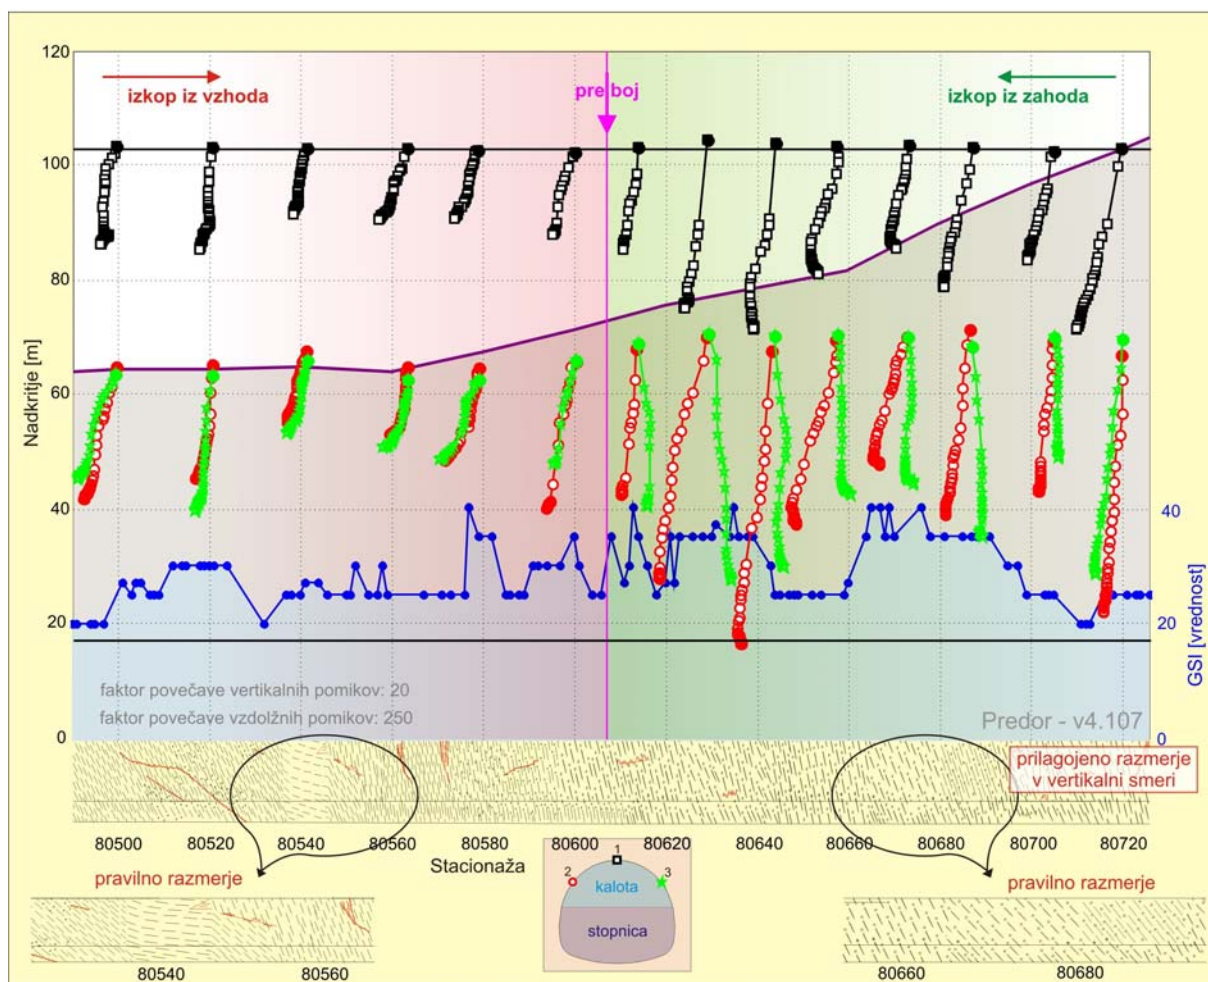 120
100
80
60
40
20
0
Nadkritje [m]
izkop iz vzhoda
preboj
izkop iz zahoda
40
20
0
GSI [vrednost]
faktor povečave vertikalnih pomikov: 20
faktor povečave vzdolžnih pomikov: 250
Predor - v4.107
prilagojeno razmerje
v vertikalni smeri
80500 80520 80540 80560 80580 80600 80620 80640 80660 80680 80700 80720
Stacionaža
pravilno razmerje
80540 80560
1
2
3
kalota
stopnica
pravilno razmerje
80660 80680